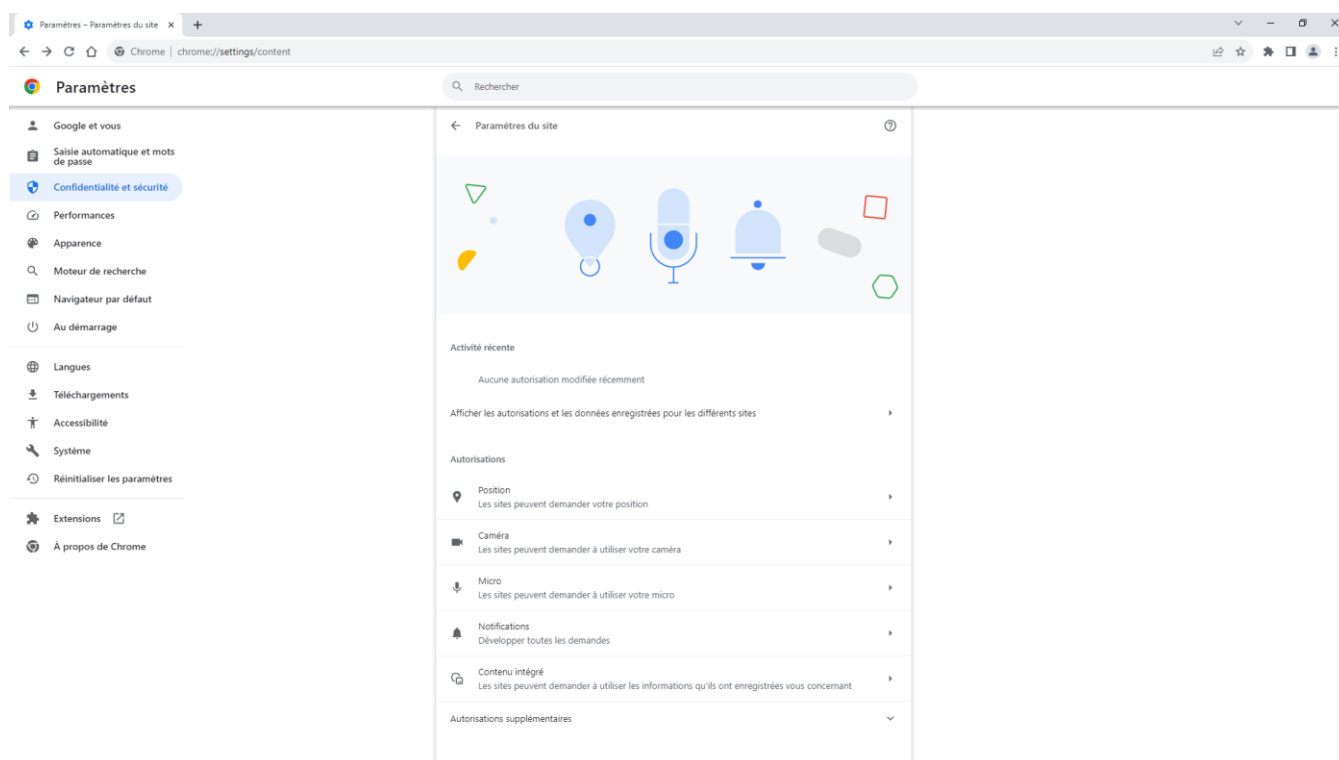 Paramètres – Paramètres du site
Chrome | chrome://settings/content
Paramètres
Rechercher
Google et vous
Saisie automatique et mots
de passe
Confidentialité et sécurité
Performances
Apparence
Moteur de recherche
Navigateur par défaut
Au démarrage
Langues
Téléchargements
Accessibilité
Système
Réinitialiser les paramètres
Extensions
À propos de Chrome
Paramètres du site
Activité récente
Aucune autorisation modifiée récemment
Afficher les autorisations et les données enregistrées pour les différents sites
Autorisations
Position
Les sites peuvent demander votre position
Caméra
Les sites peuvent demander à utiliser votre caméra
Micro
Les sites peuvent demander à utiliser votre micro
Notifications
Développer toutes les demandes
Contenu intégré
Les sites peuvent demander à utiliser les informations qu'ils ont enregistrées vous concernant
Autorisations supplémentaires